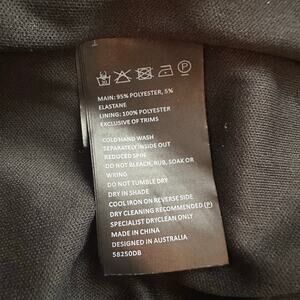 MAIN: 95% POLYESTER, 5%
ELASTANE
LINING: 100% POLYESTER
EXCLUSIVE OF TRIMS
COLD HAND WASH
SEPARATELY INSIDE OUT
REDUCED SPIN
DO NOT BLEACH, RUB, SOAK OR
WRING
DO NOT TUMBLE DRY
DRY IN SHADE
COOL IRON ON REVERSE SIDE
DRY CLEANING RECOMMENDED (P)
SPECIALIST DRYCLEAN ONLY
MADE IN CHINA
DESIGNED IN AUSTRALIA
58250DB